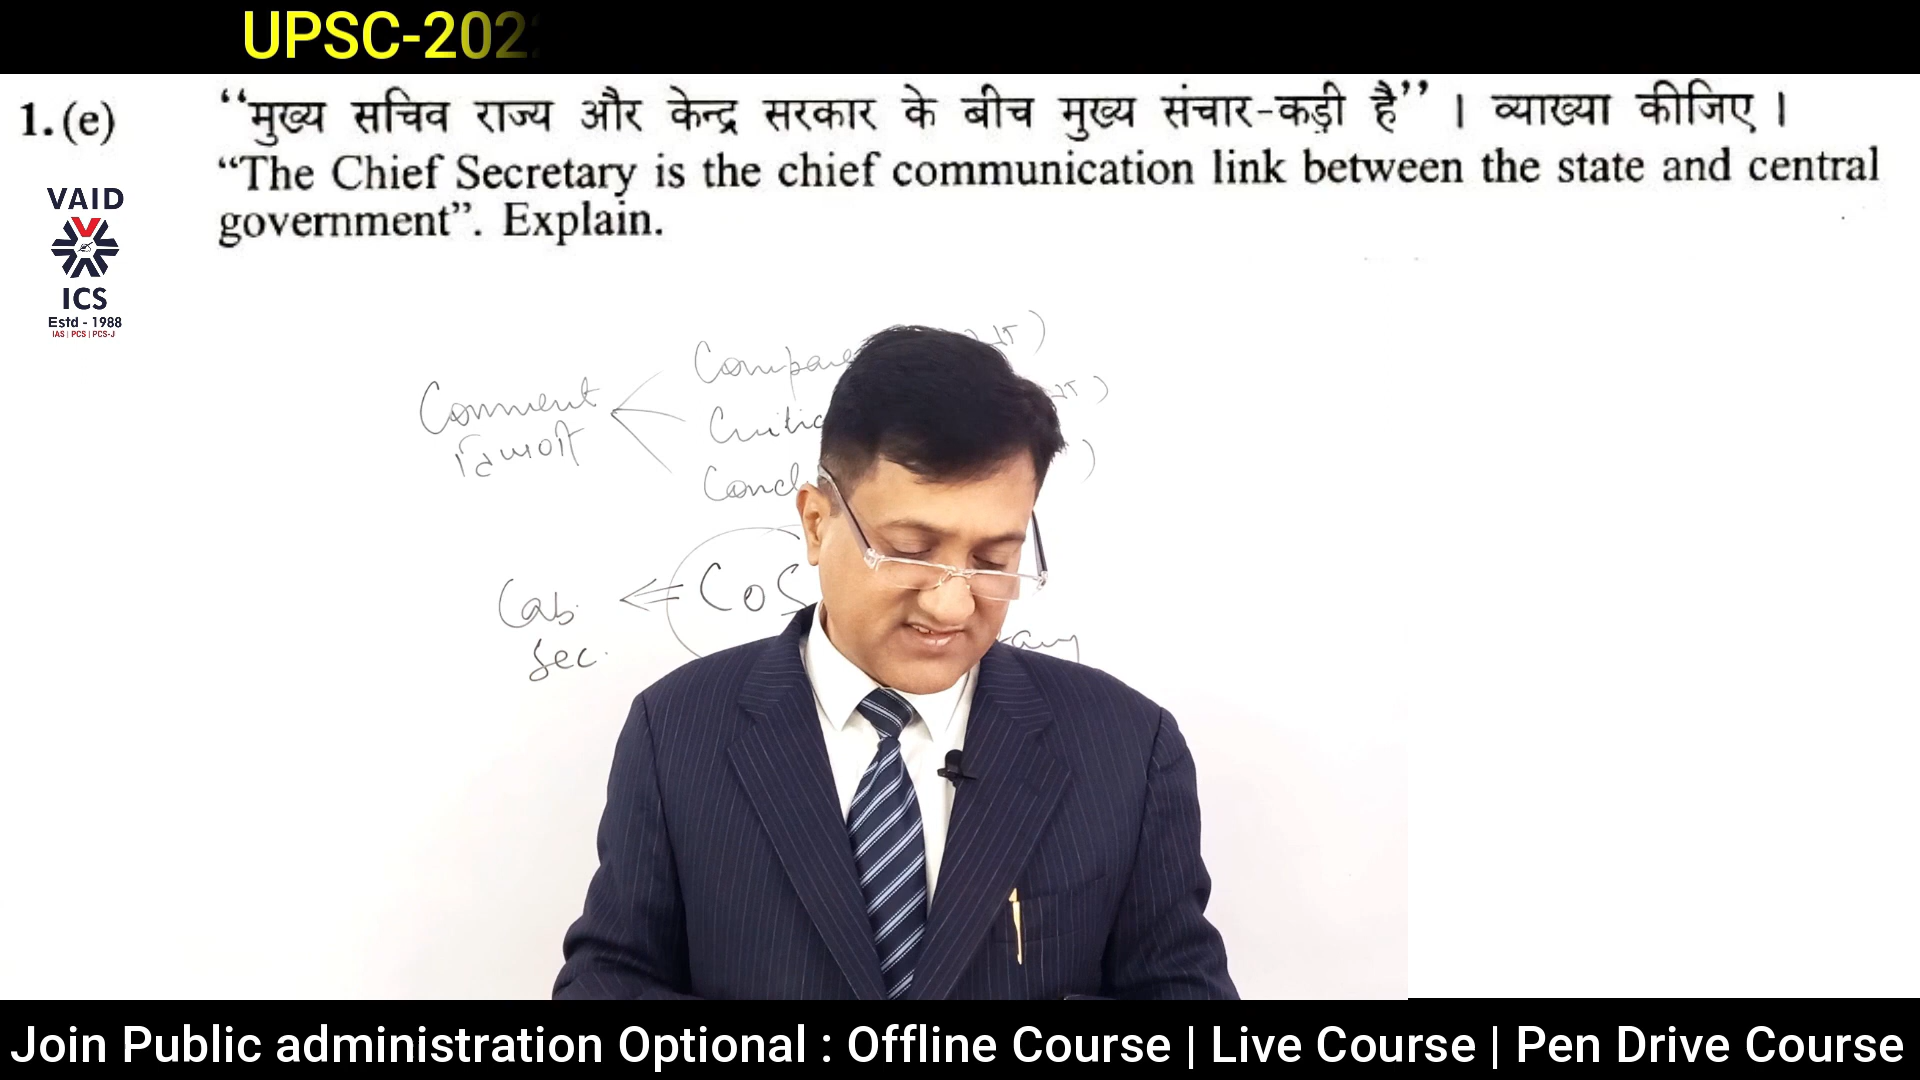 UPSC-202
1. (e) “मुख्य सचिव राज्य और केन्द्र सरकार के बीच मुख्य संचार-कड़ी है” । व्याख्या कीजिए ।
“The Chief Secretary is the chief communication link between the state and central
government”. Explain.
VAID
ICS
Estd - 1988
IAS | PCS | PCS-J
Comment
टिप्पणी
Cab.
Sec.
CoS
Join Public administration Optional : Offline Course | Live Course | Pen Drive Course